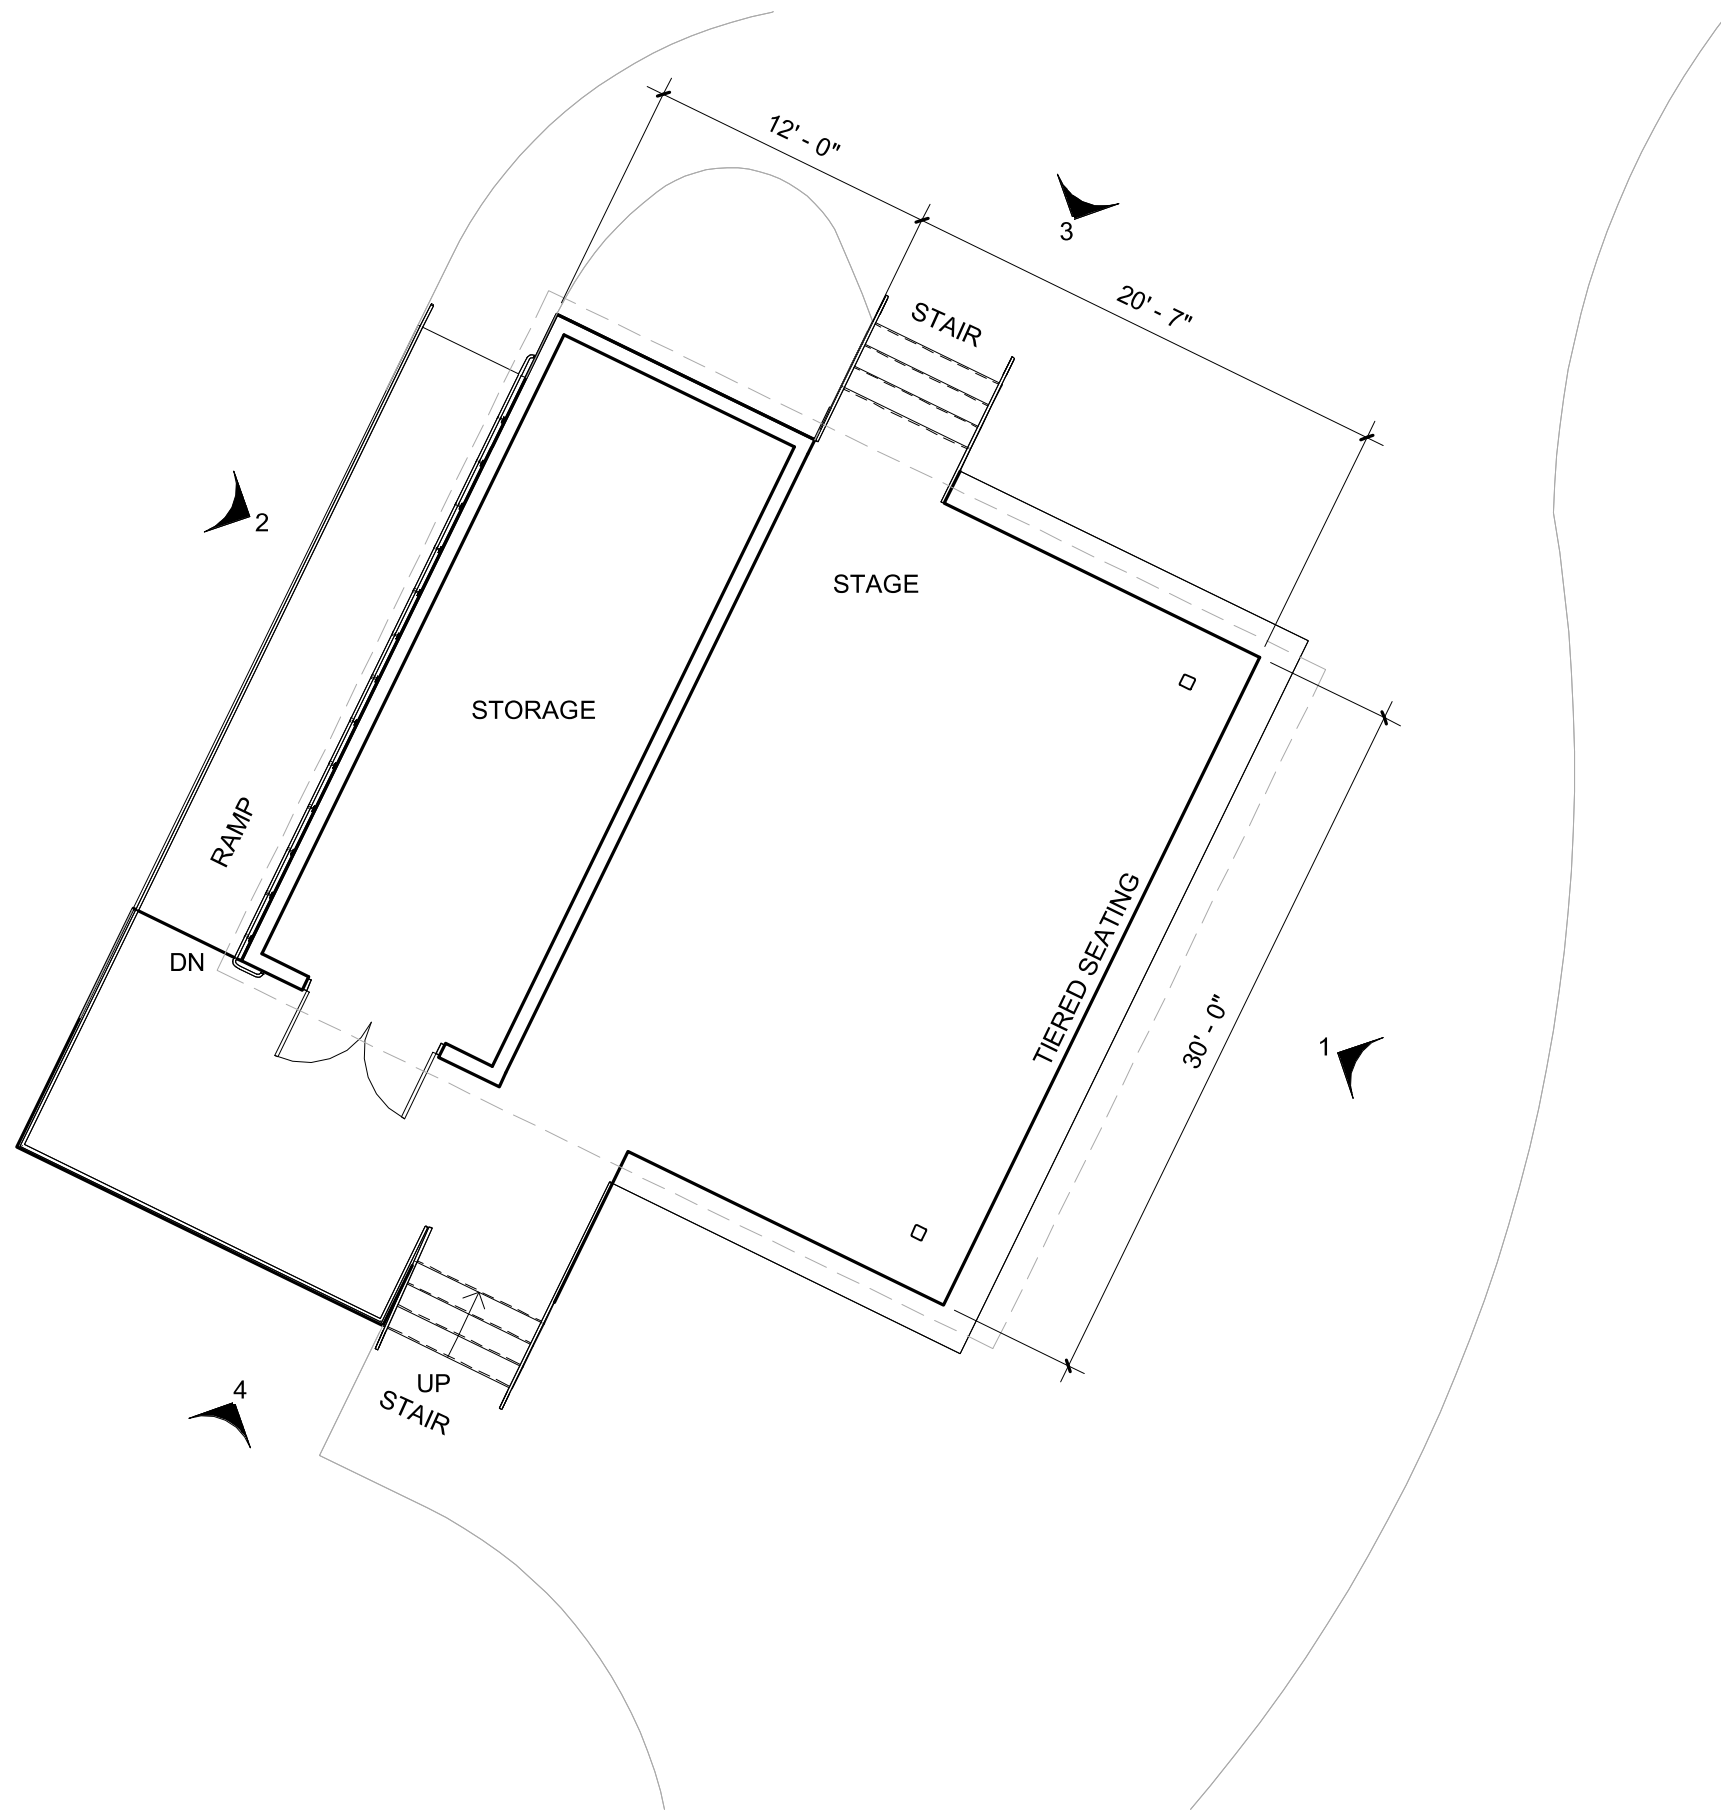 12' - 0"
3
20' - 7"
STAIR
2
STAGE
STORAGE
RAMP
DN
TIERED SEATING
30' - 0"
1
UP
STAIR
4